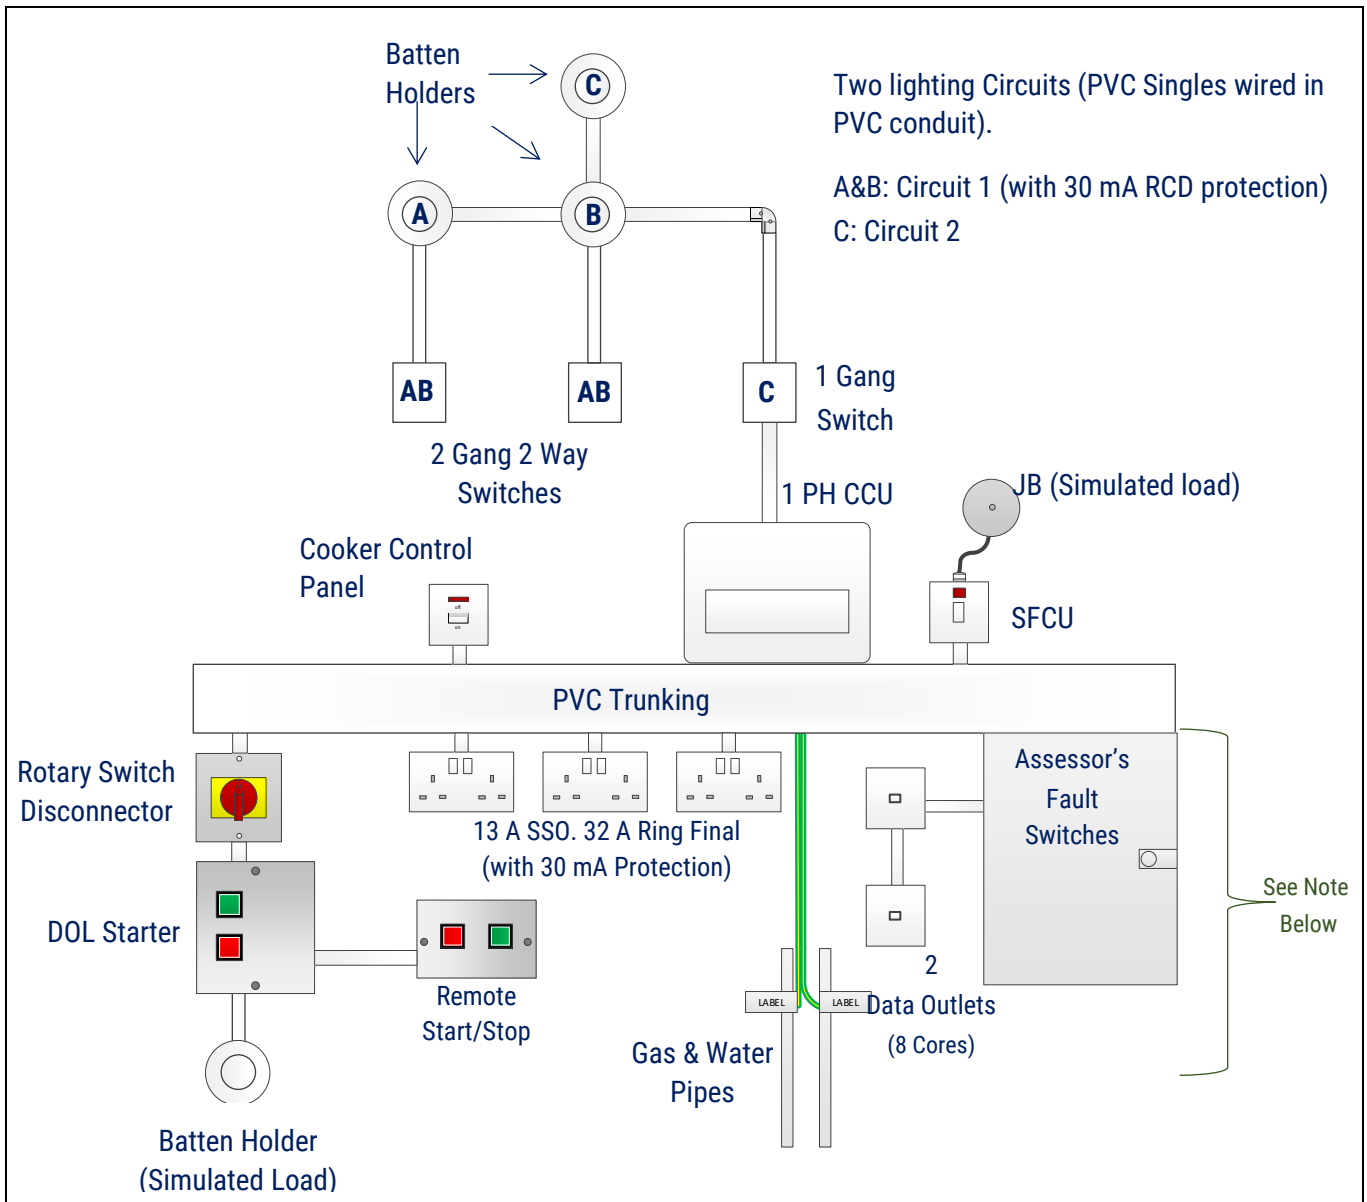 Batten
Holders
C
Two lighting Circuits (PVC Singles wired in
PVC conduit).
A&B: Circuit 1 (with 30 mA RCD protection)
C: Circuit 2
A
B
AB
AB
C
1 Gang
Switch
2 Gang 2 Way
Switches
1 PH CCU
JB (Simulated load)
Cooker Control
Panel
off
on
SFCU
PVC Trunking
Rotary Switch
Disconnector
13 A SSO. 32 A Ring Final
(with 30 mA Protection)
Assessor's
Fault
Switches
See Note
Below
DOL Starter
Remote
Start/Stop
2
Data Outlets
(8 Cores)
LABEL
LABEL
Gas & Water
Pipes
Batten Holder
(Simulated Load)